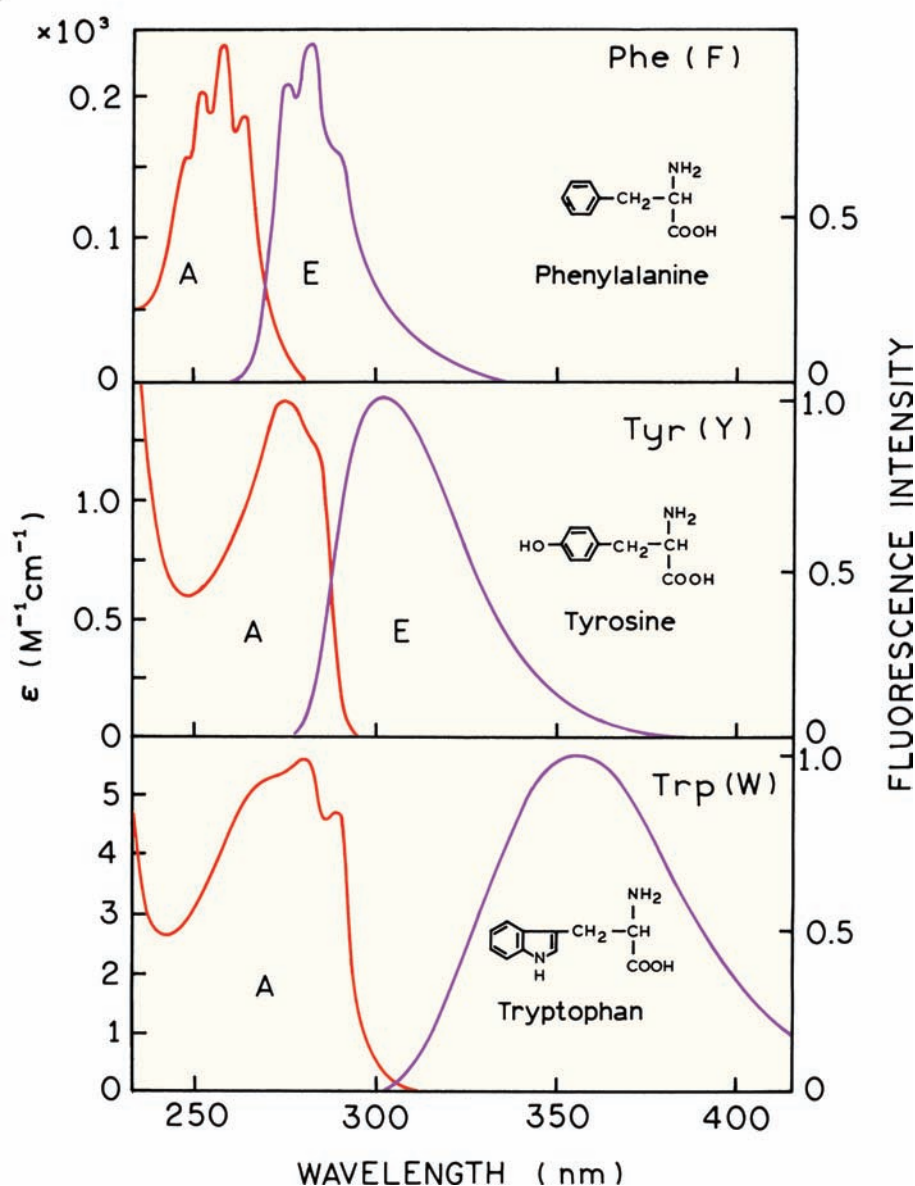 ×10³
Phe (F)
0.2
0.1
0
0.5
0
A
E
NH₂
CH₂—CH
COOH
Phenylalanine
Tyr (Y)
1.0
0.5
0
1.0
0.5
0
A
E
NH₂
HO
CH₂—CH
COOH
Tyrosine
Trp (W)
5
4
3
2
1
0
1.0
0.5
0
A
NH₂
CH₂—CH
COOH
N
H
Tryptophan
250
300
350
400
WAVELENGTH (nm)
ε (M⁻¹cm⁻¹)
FLUORESCENCE INTENSITY